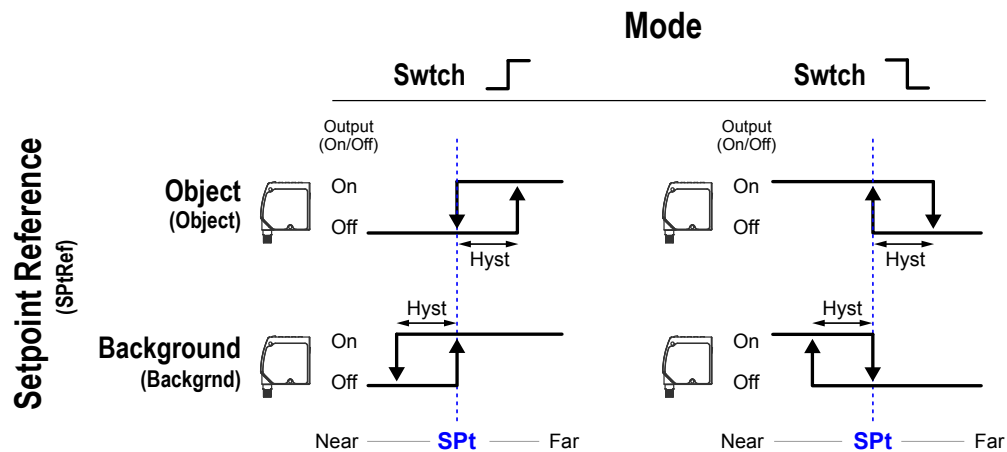 Mode
Swtch
Swtch
Setpoint Reference
(SPtRef)
Output
(On/Off)
Output
(On/Off)
Object
(Object)
On
Off
Hyst
On
Off
Hyst
Background
(Backgrnd)
Hyst
On
Off
Hyst
On
Off
Near SPt Far
Near SPt Far